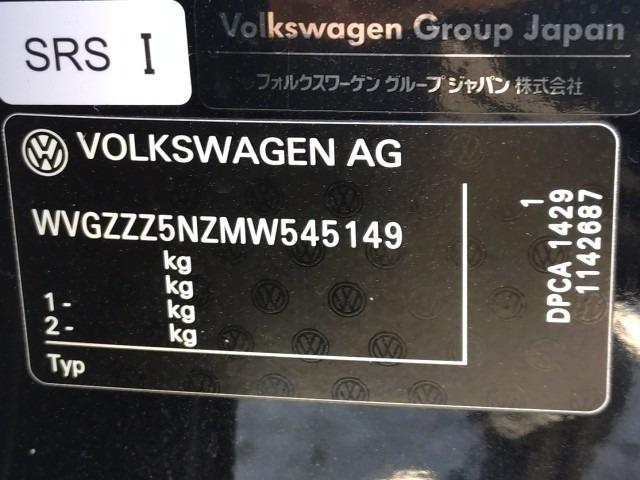 SRS I
Volkswagen Group Japan
フォルクスワーゲン グループ ジャパン 株式会社
VOLKSWAGEN AG
WVGZZZ5NZMW545149
kg
kg
1- kg
2- kg
Typ
1
DPCA 1429
1142687